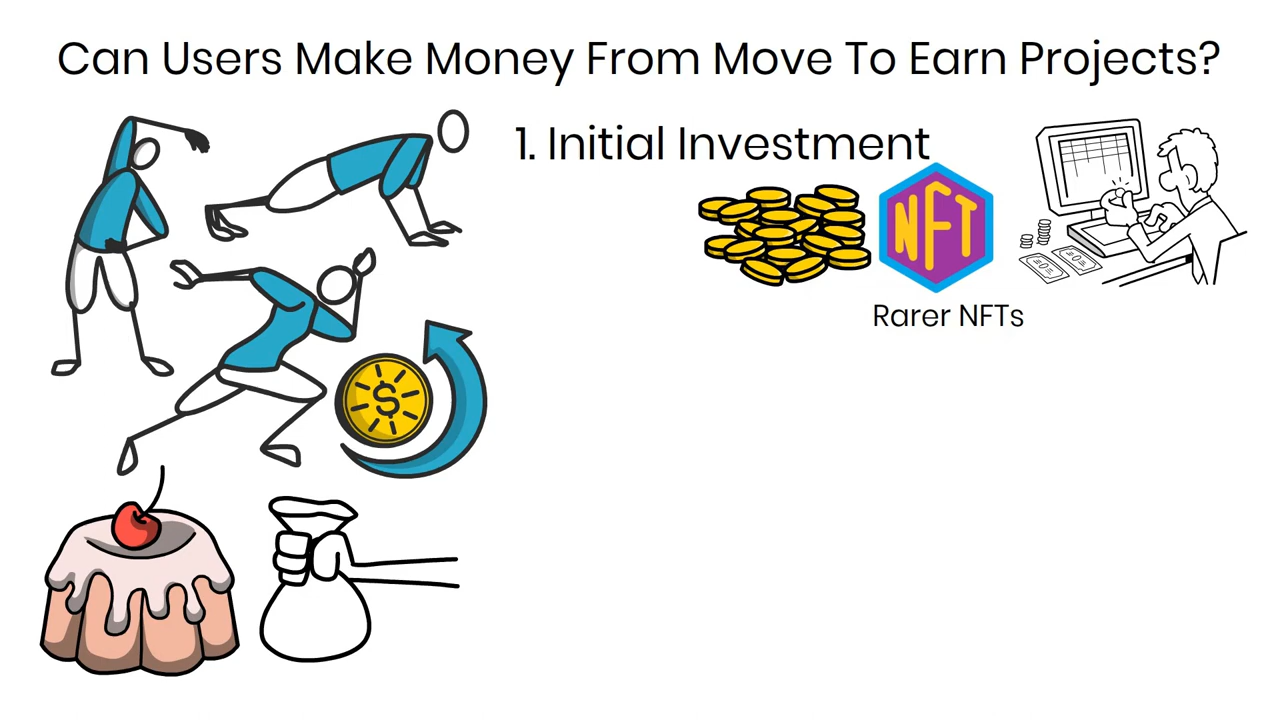 Can Users Make Money From Move To Earn Projects?
1. Initial Investment
NFT
$
Rarer NFTs